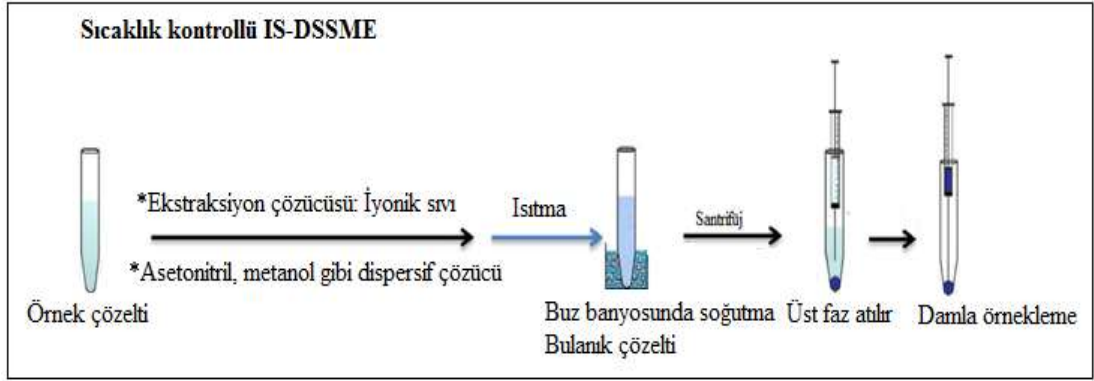 Sıcaklık kontrollü IS-DSSME
*Ekstraksiyon çözücüsü: İyonik sıvı
*Asetonitril, metanol gibi dispersif çözücü
Isıtma
Santrifüj
Örnek çözelti
Buz banyosunda soğutma
Bulanık çözelti
Üst faz atılır
Damla örnekleme